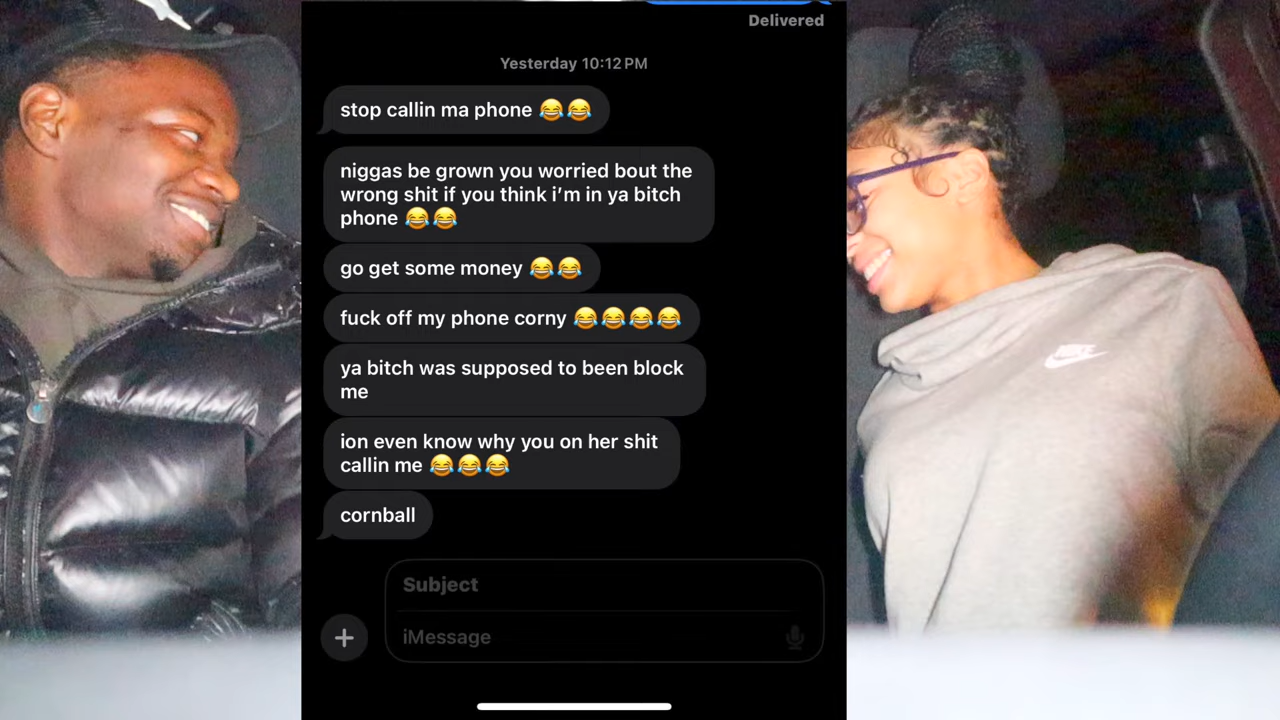 Delivered
Yesterday 10:12 PM
stop callin ma phone 😂😂
niggas be grown you worried bout the
wrong shit if you think i’m in ya bitch
phone 😂😂
go get some money 😂😂
fuck off my phone corny 😂😂😂😂
ya bitch was supposed to been block
me
ion even know why you on her shit
callin me 😂😂😂
cornball
Subject
iMessage